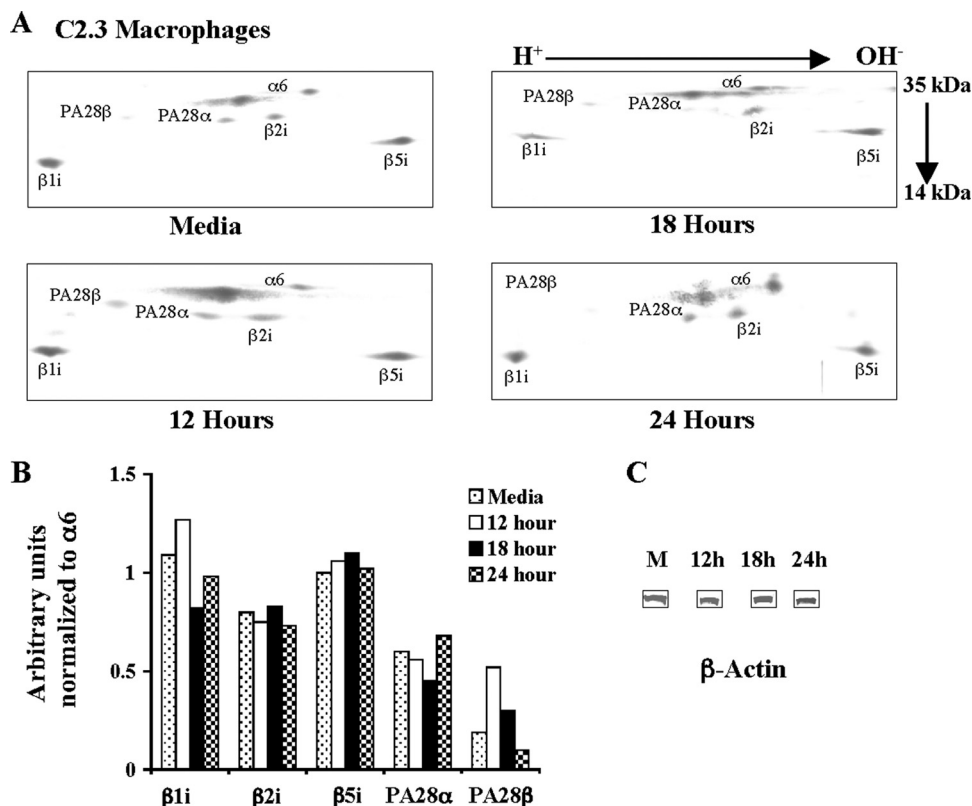 A C2.3 Macrophages
H⁺ OH⁻
α6
PA28β
PA28α
β2i
β5i
β1i
Media
α6
PA28β
PA28α
β2i
β1i
β5i
35 kDa
14 kDa
18 Hours
α6
PA28β
PA28α
β2i
β1i
β5i
12 Hours
PA28β
α6
PA28α
β2i
β1i
β5i
24 Hours
B
Arbitrary units
normalized to α6
1.5
1
0.5
0
β1i β2i β5i PA28α PA28β
Media
12 hour
18 hour
24 hour
C
M 12h 18h 24h
β-Actin